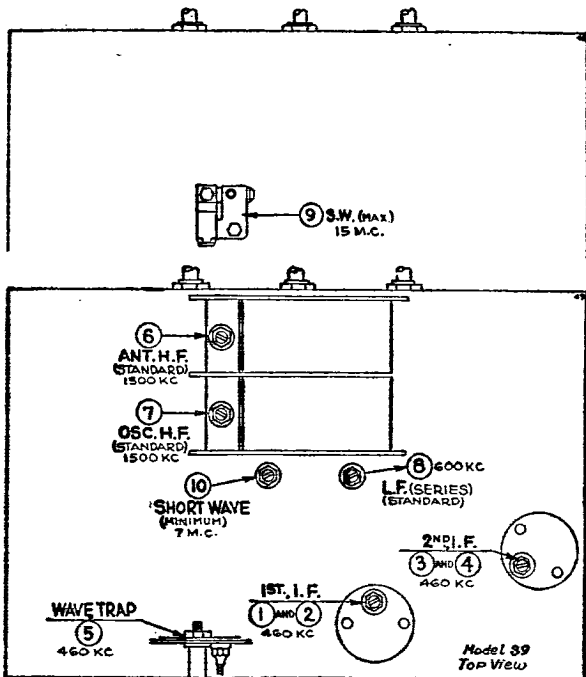 9 S.W. (MAX.)
15 M.C.
6
ANT. H.F.
(STANDARD)
1500 KC
7
OSC. H.F.
(STANDARD)
1500 KC
10
SHORT WAVE
(MINIMUM)
7 M.C.
8 600 KC
L.F. (SERIES)
(STANDARD)
2ND. I.F.
3 AND 4
460 KC
1ST. I.F.
1 AND 2
460 KC
WAVE TRAP
5
460 KC
Model 39
Top View